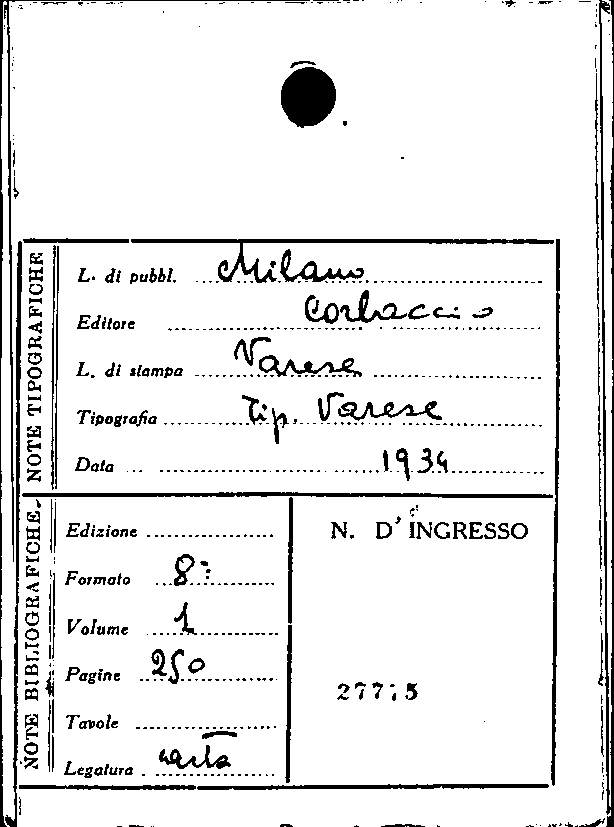 NOTE TIPOGRAFICHE
L. di pubbl. Milano
Editore Corbaccio
L. di stampa Varese
Tipografia Tip. Varese
Data 1934
NOTE BIBLIOGRAFICHE
Edizione
Formato 8°
Volume 1
Pagine 250
Tavole
Legatura carta
N. D' INGRESSO